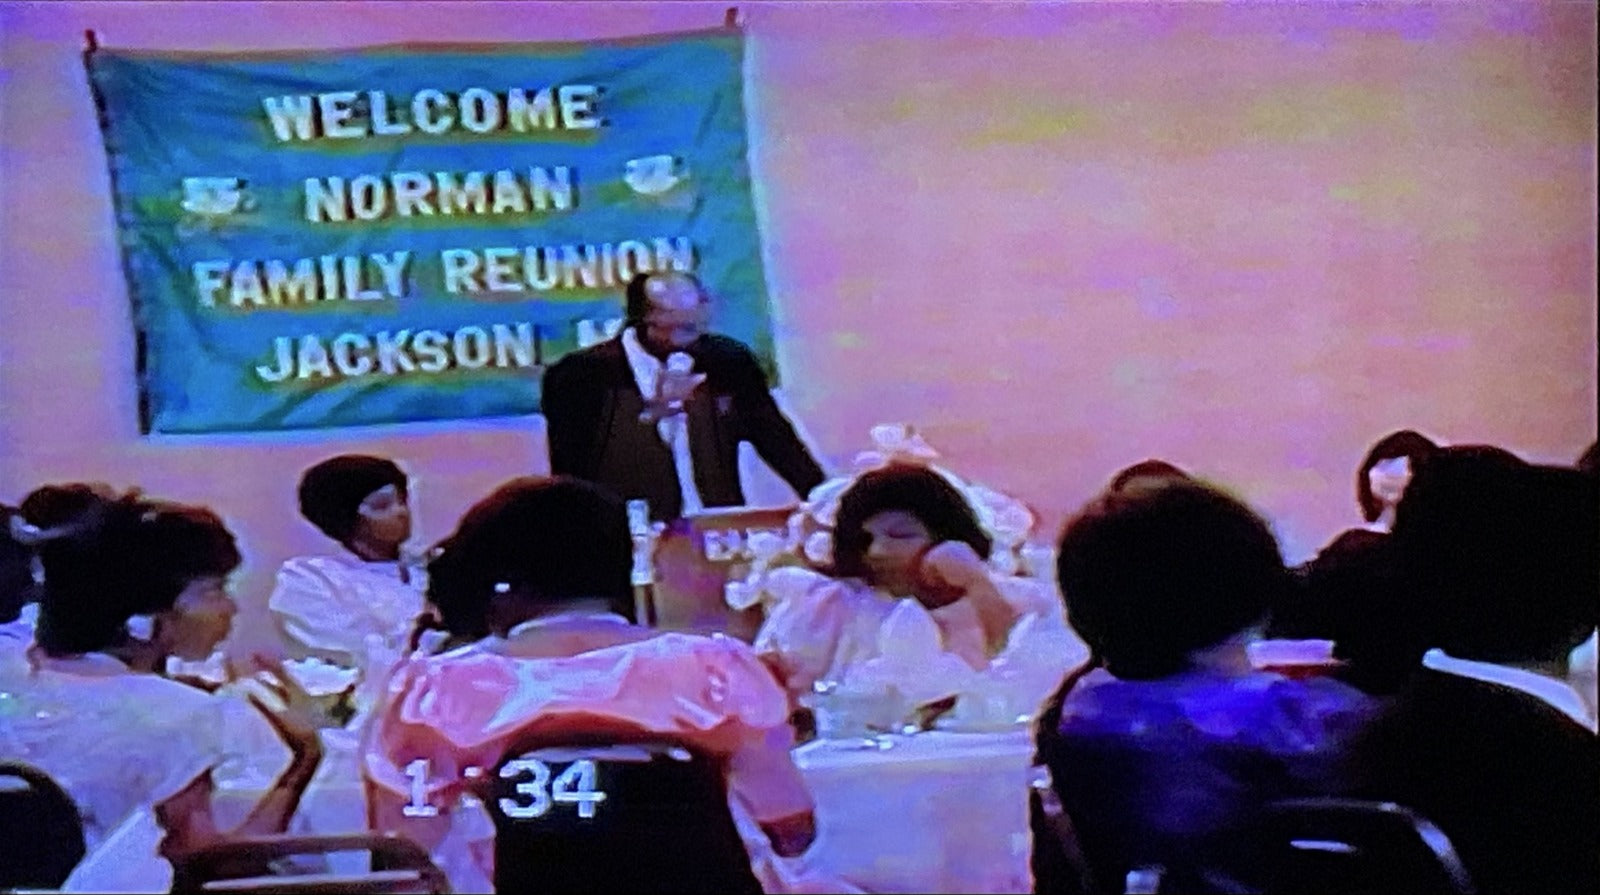 WELCOME
NORMAN
FAMILY REUNION
JACKSON, M
1:34